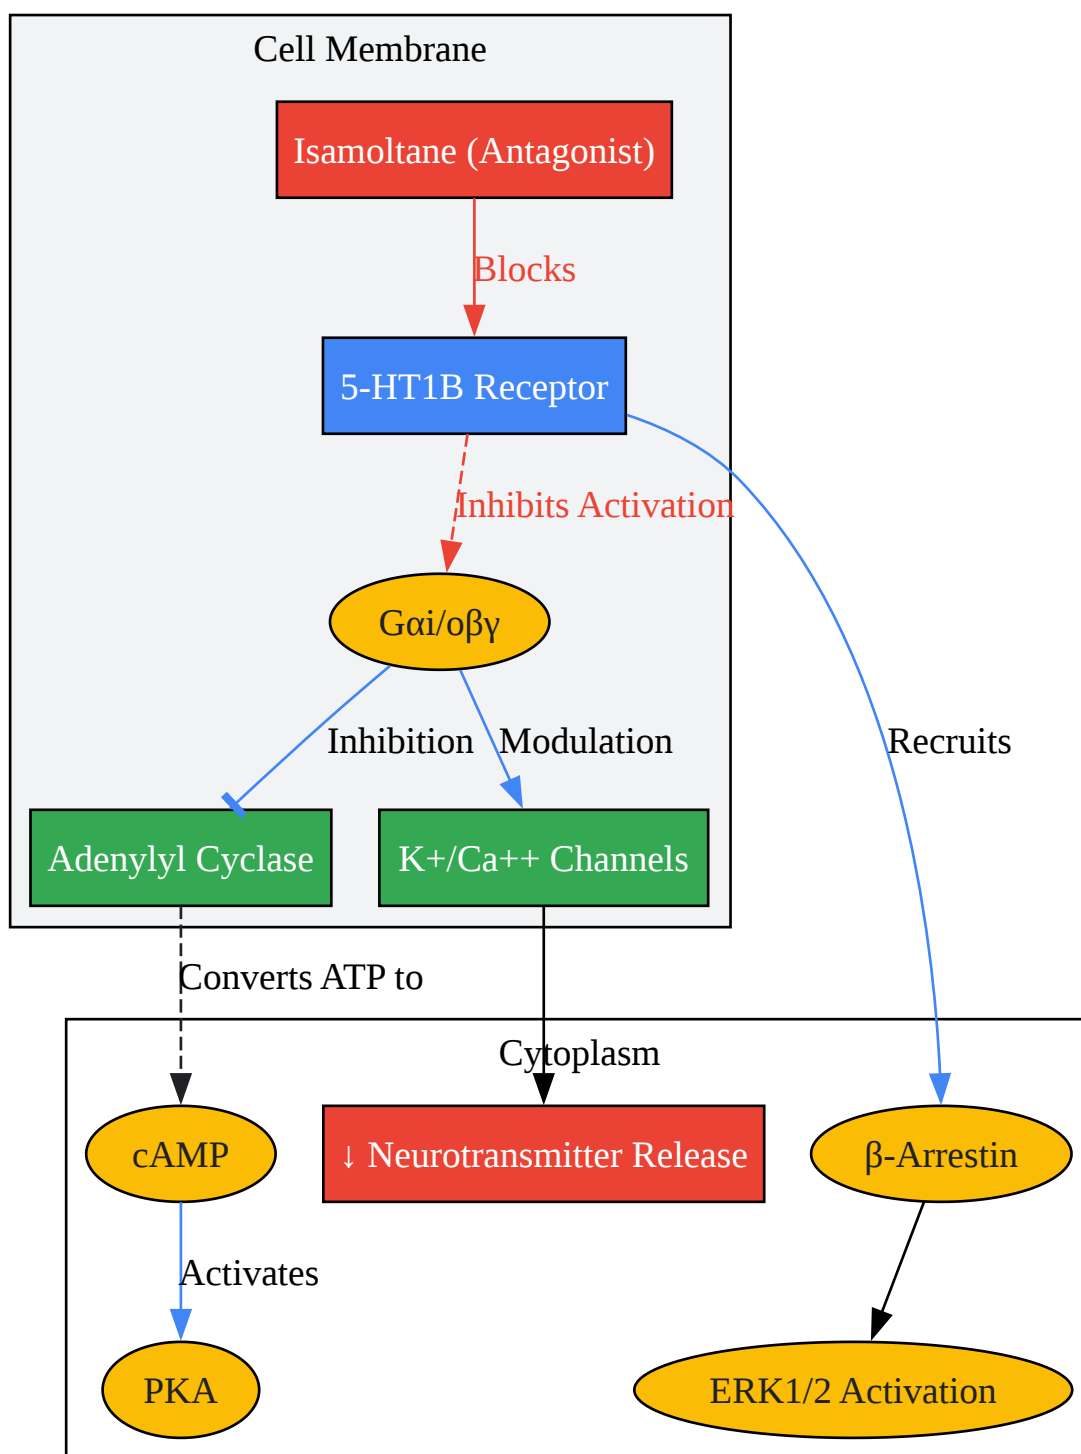 Cell Membrane
Isamoltane (Antagonist)
Blocks
5-HT1B Receptor
Inhibits Activation
Gαi/oβγ
Inhibition
Modulation
Recruits
Adenylyl Cyclase
K+/Ca++ Channels
Converts ATP to
Cytoplasm
cAMP
↓ Neurotransmitter Release
β-Arrestin
Activates
PKA
ERK1/2 Activation